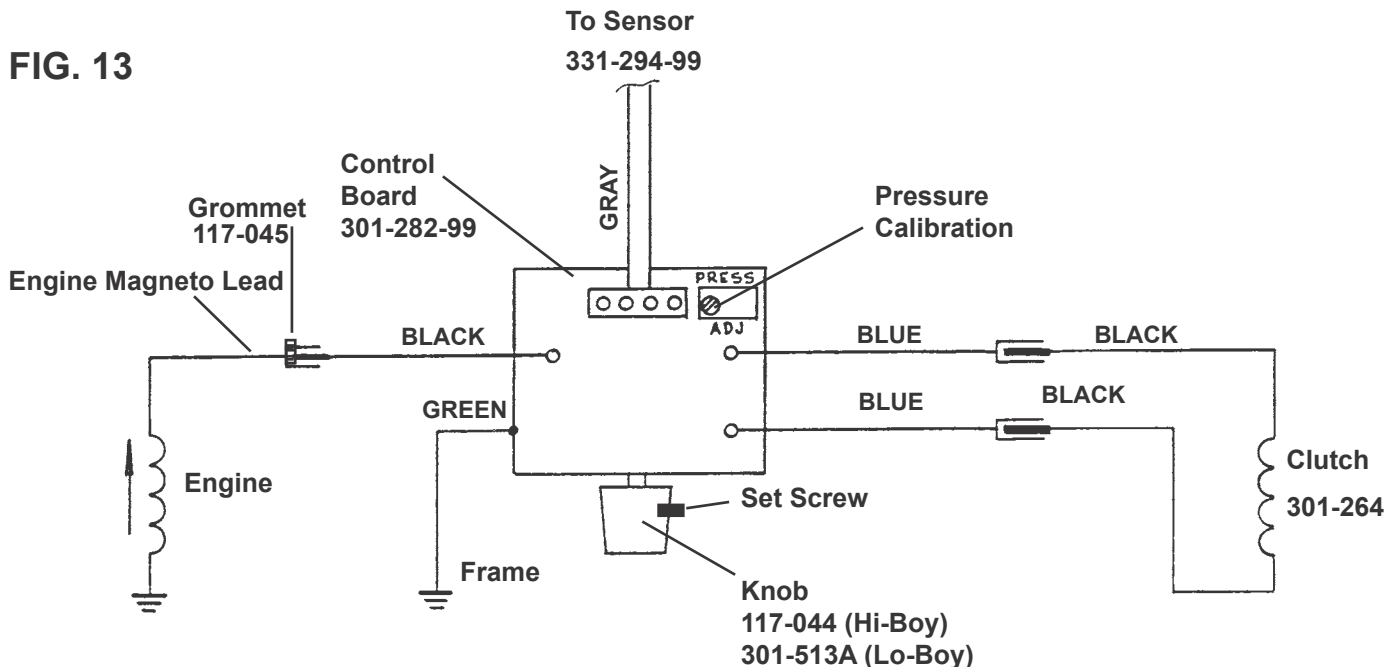 FIG. 13
To Sensor
331-294-99
Control
Board
301-282-99
GRAY
Pressure
Calibration
Grommet
117-045
Engine Magneto Lead
PRESS
ADJ
BLACK
BLUE
BLACK
GREEN
BLUE
BLACK
Engine
Clutch
301-264
Set Screw
Frame
Knob
117-044 (Hi-Boy)
301-513A (Lo-Boy)